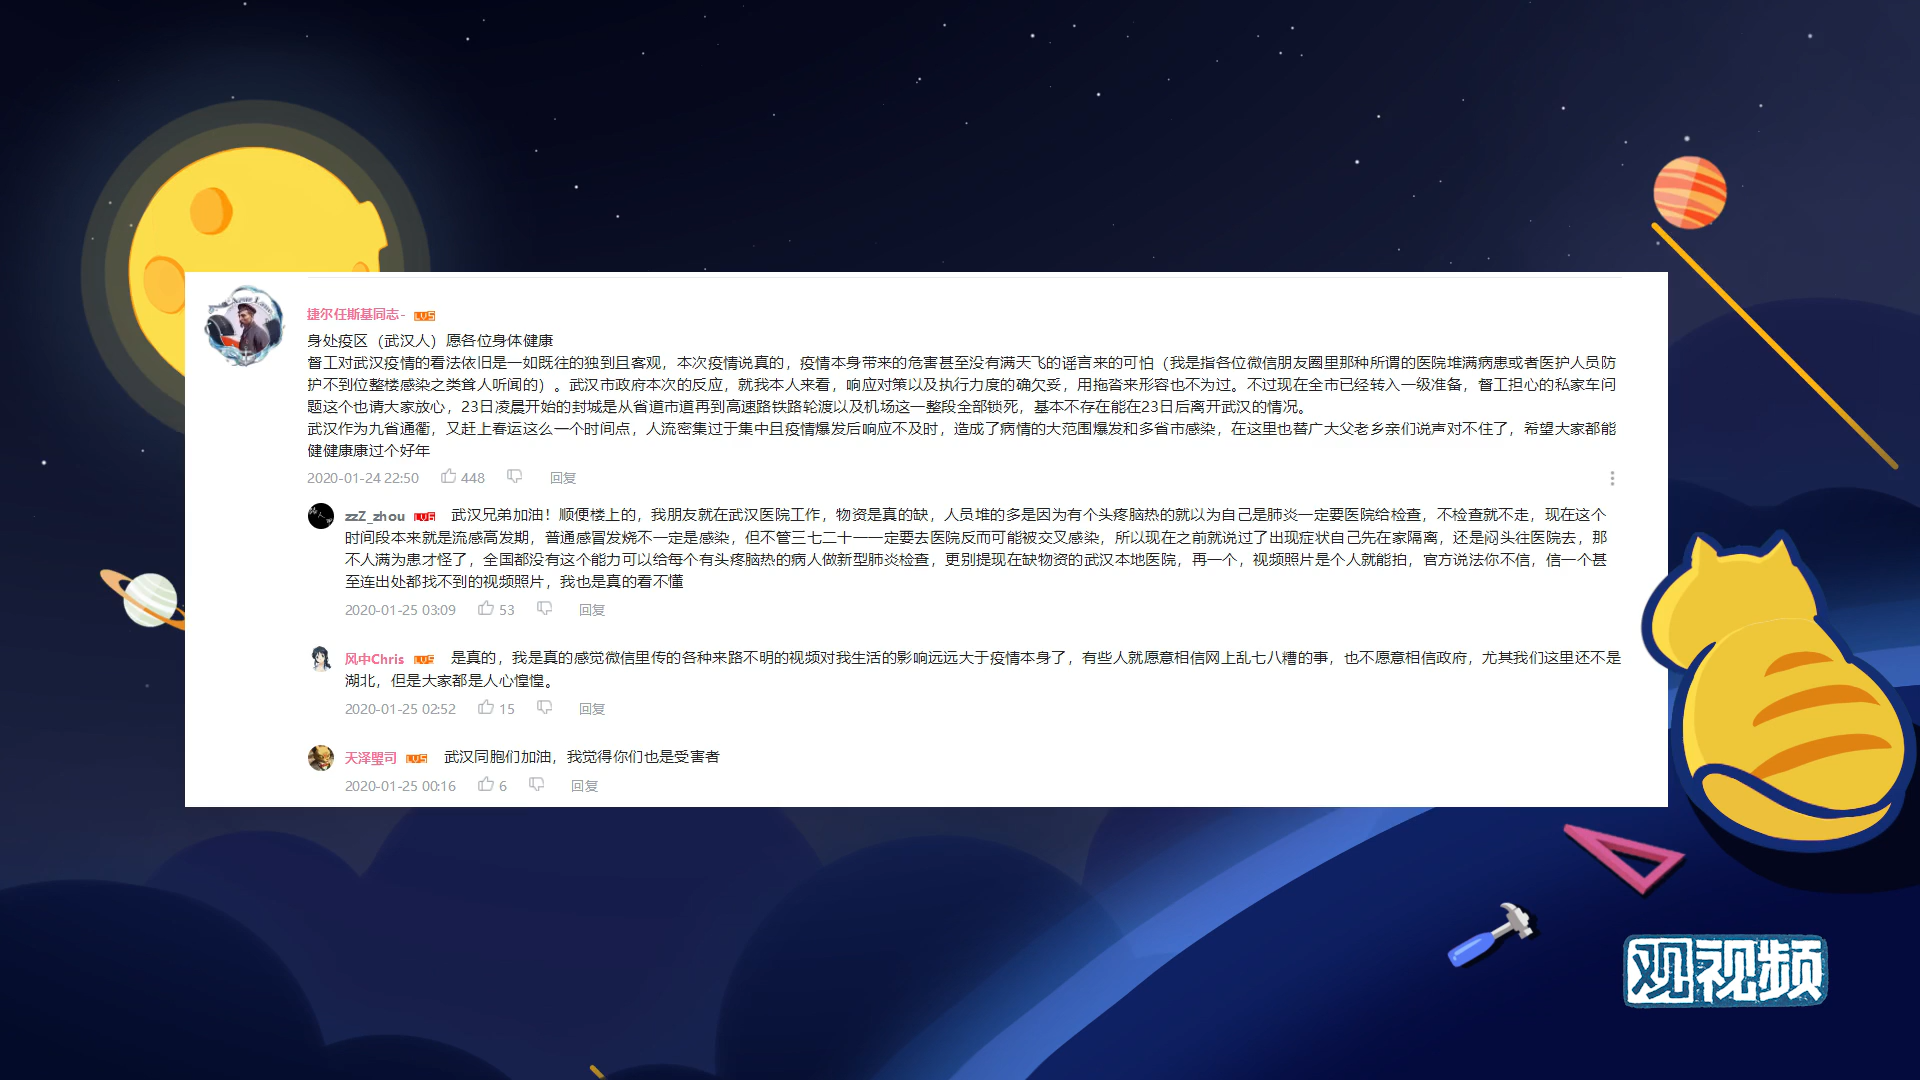 捷尔任斯基同志- LV5
身处疫区（武汉人）愿各位身体健康
督工对武汉疫情的看法依旧是一如既往的独到且客观，本次疫情说真的，疫情本身带来的危害甚至没有满天飞的谣言来的可怕（我是指各位微信朋友圈里那种所谓的医院堆满病患或者医护人员防
护不到位整楼感染之类耸人听闻的）。武汉市政府本次的反应，就我本人来看，响应对策以及执行力度的确欠妥，用拖沓来形容也不为过。不过现在全市已经转入一级准备，督工担心的私家车问
题这个也请大家放心，23日凌晨开始的封城是从省道市道再到高速路铁路轮渡以及机场这一整段全部锁死，基本不存在能在23日后离开武汉的情况。
武汉作为九省通衢，又赶上春运这么一个时间点，人流密集过于集中且疫情爆发后响应不及时，造成了病情的大范围爆发和多省市感染，在这里也替广大父老乡亲们说声对不住了，希望大家都能
健健康康过个好年
2020-01-24 22:50 448 回复
zzZ_zhou LV6 武汉兄弟加油！顺便楼上的，我朋友就在武汉医院工作，物资是真的缺，人员堆的多是因为有个头疼脑热的就以为自己是肺炎一定要医院给检查，不检查就不走，现在这个
时间段本来就是流感高发期，普通感冒发烧不一定是感染，但不管三七二十一一定要去医院反而可能被交叉感染，所以现在之前就说过了出现症状自己先在家隔离，还是闷头往医院去，那
不人满为患才怪了，全国都没有这个能力可以给每个有头疼脑热的病人做新型肺炎检查，更别提现在缺物资的武汉本地医院，再一个，视频照片是个人就能拍，官方说法你不信，信一个甚
至连出处都找不到的视频照片，我也是真的看不懂
2020-01-25 03:09 53 回复
风中Chris LV5 是真的，我是真的感觉微信里传的各种来路不明的视频对我生活的影响远远大于疫情本身了，有些人就愿意相信网上乱七八糟的事，也不愿意相信政府，尤其我们这里还不是
湖北，但是大家都是人心惶惶。
2020-01-25 02:52 15 回复
天泽璧司 LV5 武汉同胞们加油，我觉得你们也是受害者
2020-01-25 00:16 6 回复
观视频